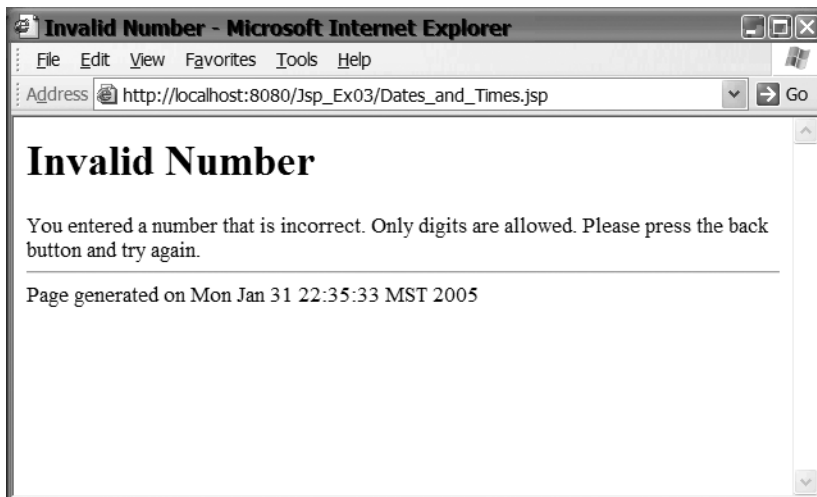 Invalid Number - Microsoft Internet Explorer
File Edit View Favorites Tools Help
Address http://localhost:8080/Jsp_Ex03/Dates_and_Times.jsp Go
Invalid Number
You entered a number that is incorrect. Only digits are allowed. Please press the back
button and try again.
Page generated on Mon Jan 31 22:35:33 MST 2005